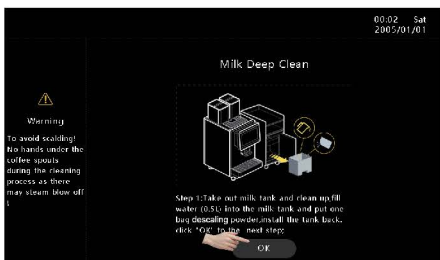 00:02 Sat
2005/01/01
Milk Deep Clean
Warning
To avoid scalding!
No hands under the
coffee spouts
during the cleaning
process as there
may steam blow off
!
Step 1:Take out milk tank and clean up,fill
water (0.5L) into the milk tank and put one
bag descaling powder,install the tank back,
click "OK" to the next step;
OK